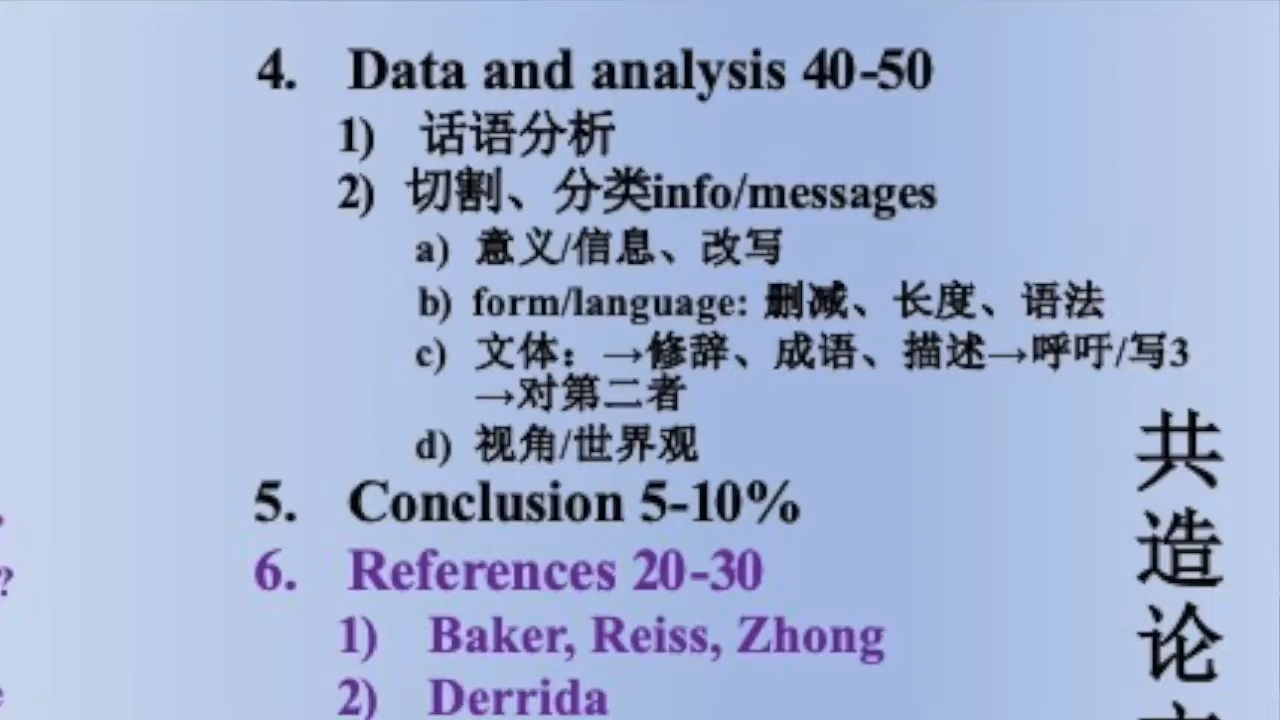 4. Data and analysis 40-50
1) 话语分析
2) 切割、分类info/messages
a) 意义/信息、改写
b) form/language: 删减、长度、语法
c) 文体：→修辞、成语、描述→呼吁/写3
→对第二者
d) 视角/世界观
5. Conclusion 5-10%
6. References 20-30
1) Baker, Reiss, Zhong
2) Derrida
共造论